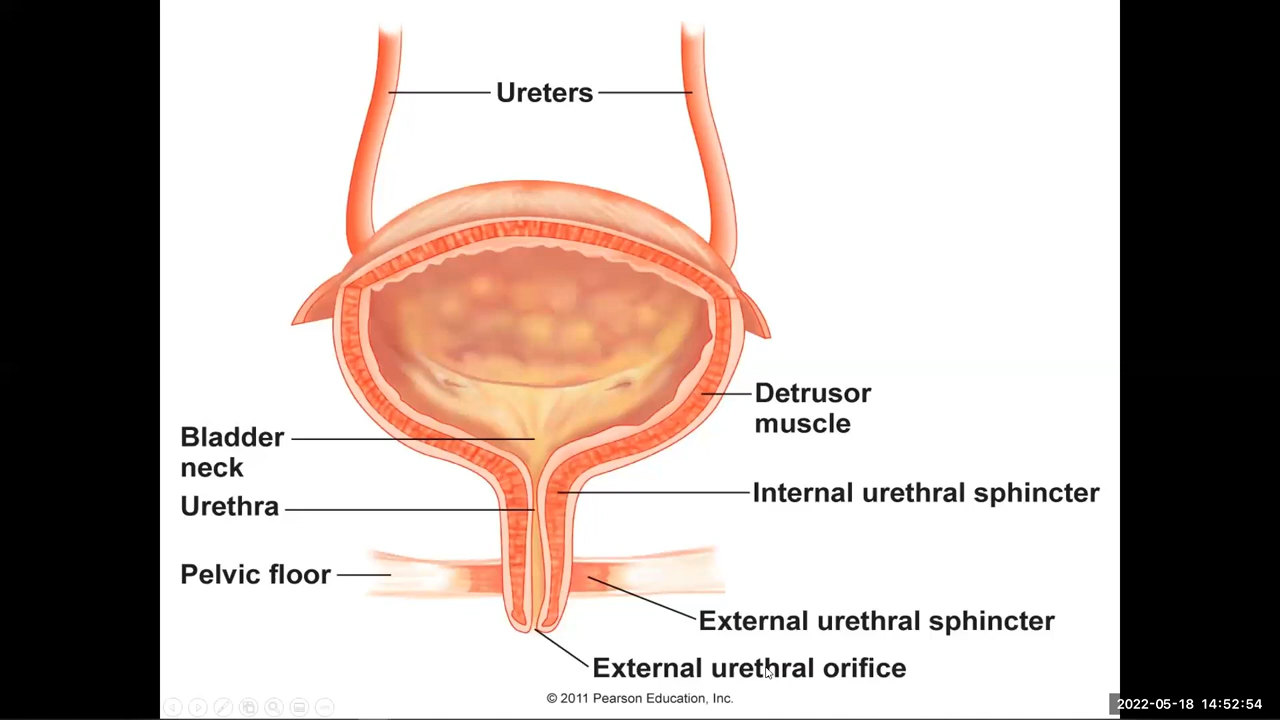 Ureters
Detrusor
muscle
Bladder
neck
Internal urethral sphincter
Urethra
Pelvic floor
External urethral sphincter
External urethral orifice
© 2011 Pearson Education, Inc.
2022-05-18 14:52:54